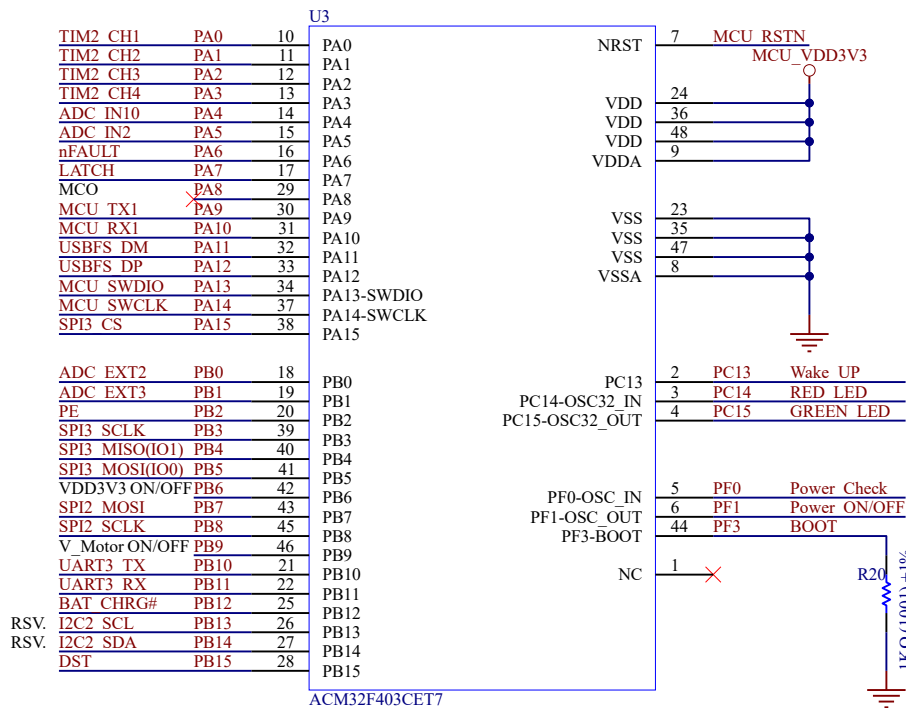 U3
TIM2_CH1 PA0 10 PA0
TIM2_CH2 PA1 11 PA1
TIM2_CH3 PA2 12 PA2
TIM2_CH4 PA3 13 PA3
ADC_IN10 PA4 14 PA4
ADC_IN2 PA5 15 PA5
nFAULT PA6 16 PA6
LATCH PA7 17 PA7
MCO PA8 29 PA8
MCU_TX1 PA9 30 PA9
MCU_RX1 PA10 31 PA10
USBFS_DM PA11 32 PA11
USBFS_DP PA12 33 PA12
MCU_SWDIO PA13 34 PA13-SWDIO
MCU_SWCLK PA14 37 PA14-SWCLK
SPI3_CS PA15 38 PA15
ADC_EXT2 PB0 18 PB0
ADC_EXT3 PB1 19 PB1
PE PB2 20 PB2
SPI3_SCLK PB3 39 PB3
SPI3_MISO(IO1) PB4 40 PB4
SPI3_MOSI(IO0) PB5 41 PB5
VDD3V3 ON/OFF PB6 42 PB6
SPI2_MOSI PB7 43 PB7
SPI2_SCLK PB8 45 PB8
V_Motor ON/OFF PB9 46 PB9
UART3_TX PB10 21 PB10
UART3_RX PB11 22 PB11
BAT_CHRG# PB12 25 PB12
RSV. I2C2_SCL PB13 26 PB13
RSV. I2C2_SDA PB14 27 PB14
DST PB15 28 PB15
NRST 7 MCU_RSTN
MCU_VDD3V3
VDD 24
VDD 36
VDD 48
VDDA 9
VSS 23
VSS 35
VSS 47
VSSA 8
PC13 2 PC13 Wake_UP
PC14-OSC32_IN 3 PC14 RED_LED
PC15-OSC32_OUT 4 PC15 GREEN_LED
PF0-OSC_IN 5 PF0 Power_Check
PF1-OSC_OUT 6 PF1 Power_ON/OFF
PF3-BOOT 44 PF3 BOOT
NC 1
R20
1KΩ(1001) ±1%
ACM32F403CET7